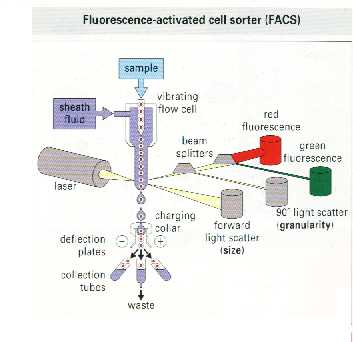 Fluorescence-activated cell sorter (FACS)
sample
vibrating
flow cell
sheath
fluid
red
fluorescence
beam
splitters
green
fluorescence
laser
90° light scatter
(granularity)
charging
collar
forward
light scatter
(size)
deflection
plates
−
+
collection
tubes
waste